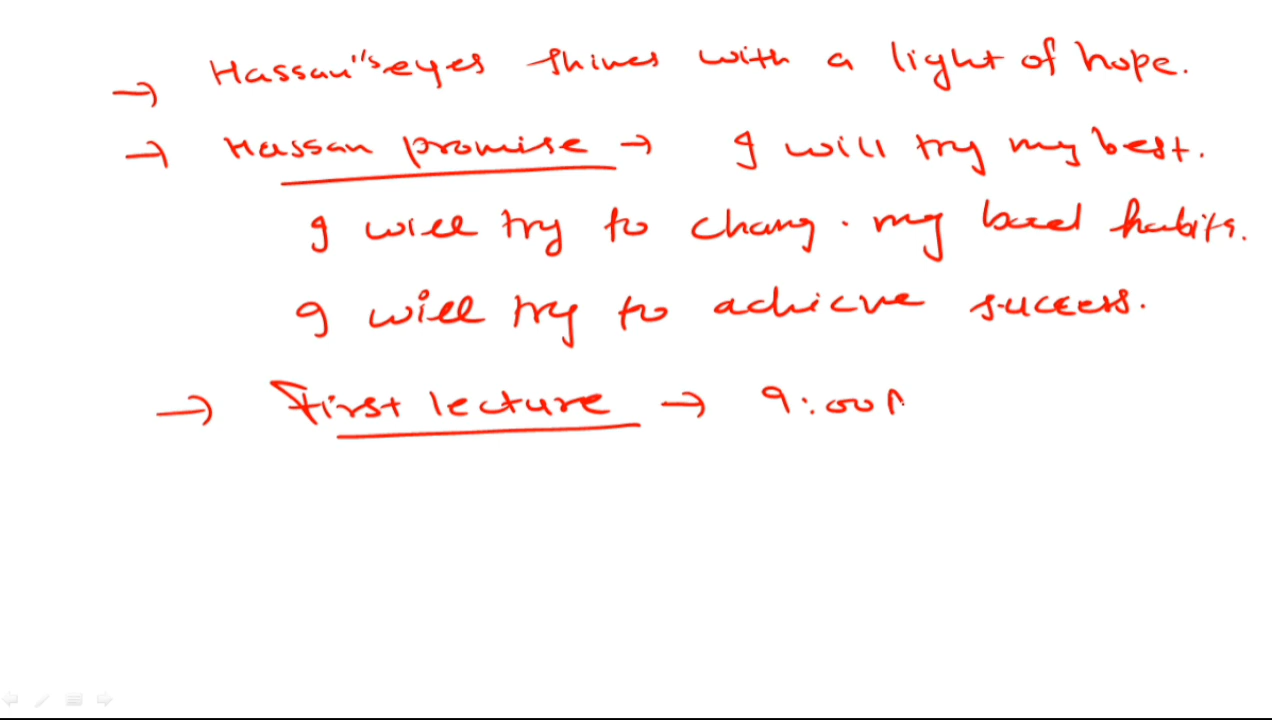 → Hassan"s eyes shines with a light of hope.
→ Hassan promise → I will try my best.
I will try to chang. my bad habits.
I will try to achieve success.
→ First lecture → 9:00